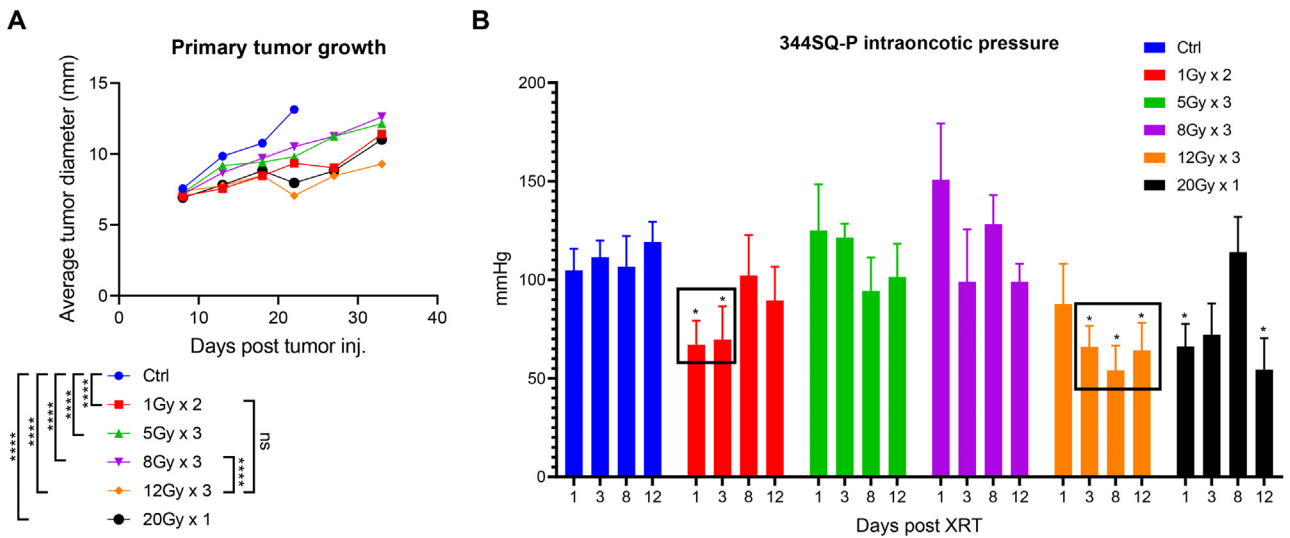 A
Primary tumor growth
Average tumor diameter (mm)
15
10
5
0
0 10 20 30 40
Days post tumor inj.
Ctrl
1Gy x 2
5Gy x 3
8Gy x 3
12Gy x 3
20Gy x 1
****
****
****
****
****
****
ns
B
344SQ-P intraoncotic pressure
Ctrl
1Gy x 2
5Gy x 3
8Gy x 3
12Gy x 3
20Gy x 1
mmHg
200
150
100
50
0
* * * * * * *
1 3 8 12 1 3 8 12 1 3 8 12 1 3 8 12 1 3 8 12 1 3 8 12
Days post XRT